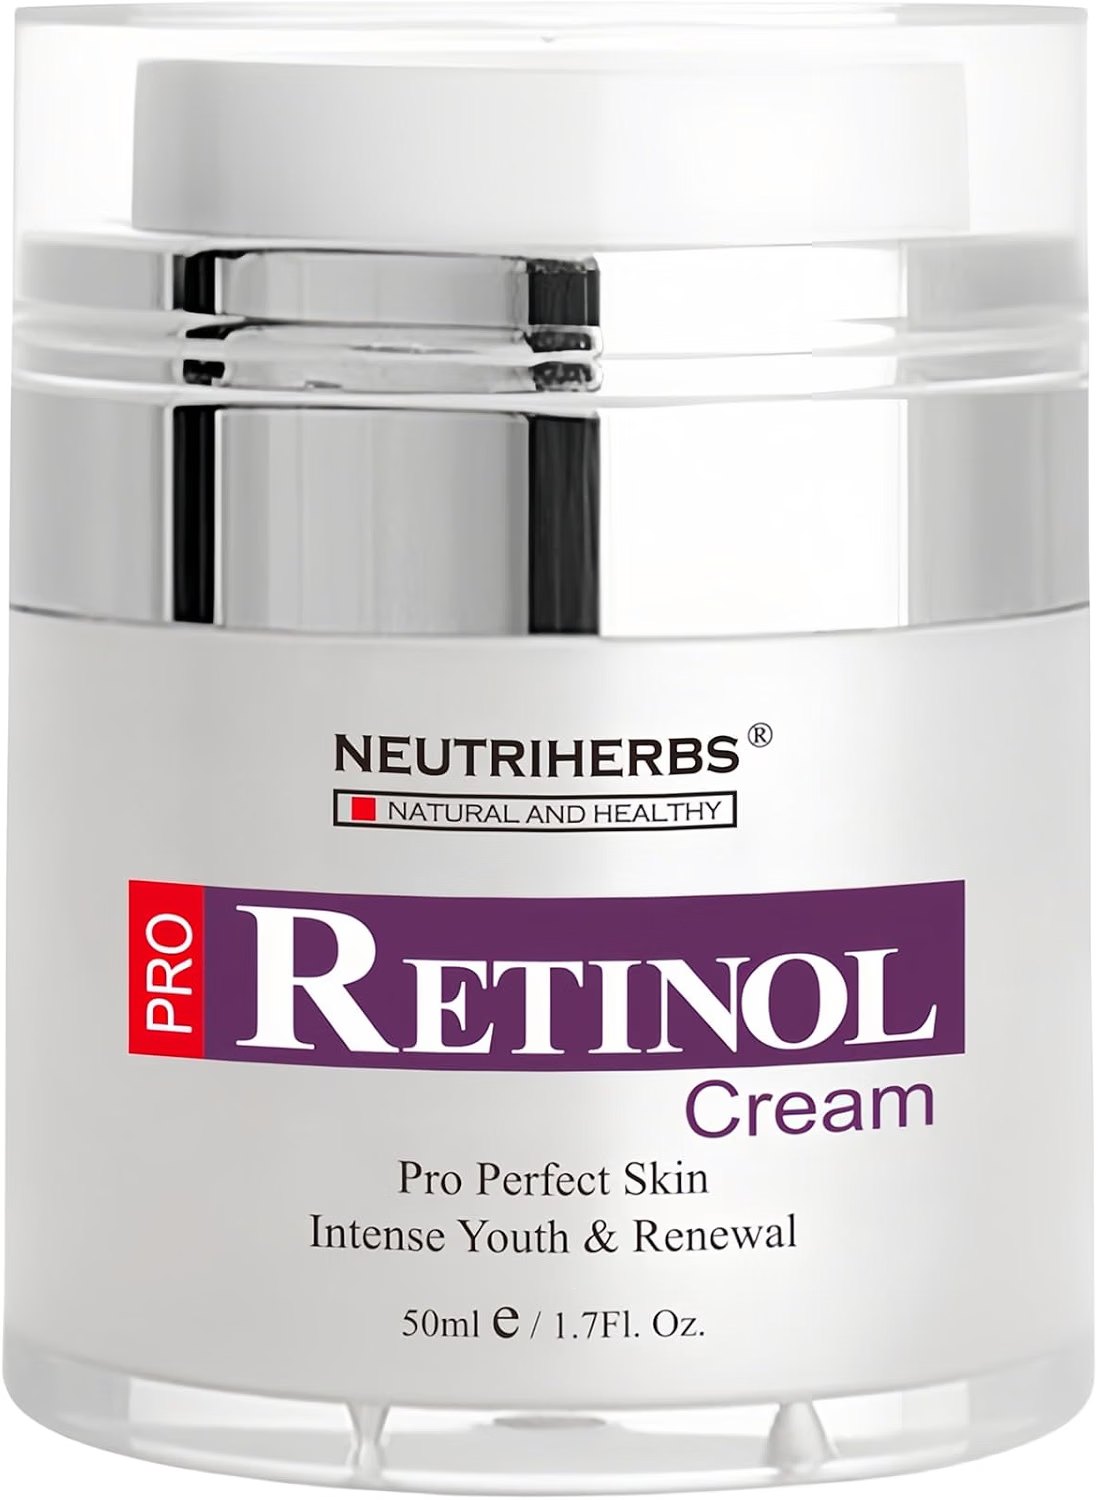 NEUTRIHERBS®
NATURAL AND HEALTHY
PRO
RETINOL
Cream
Pro Perfect Skin
Intense Youth & Renewal
50ml e / 1.7Fl. Oz.